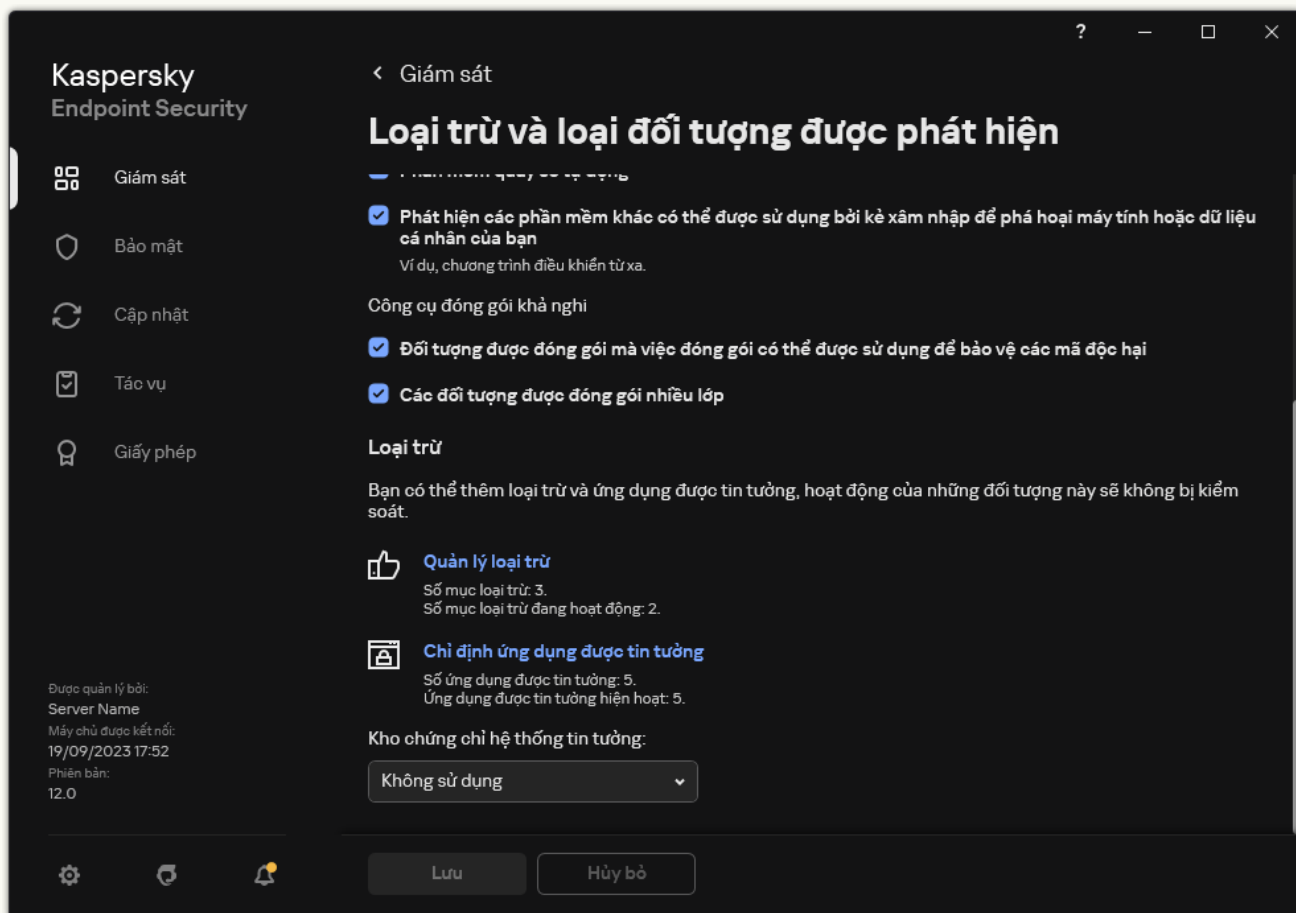 ?
Kaspersky
Endpoint Security
Giám sát
Bảo mật
Cập nhật
Tác vụ
Giấy phép
Được quản lý bởi:
Server Name
Máy chủ được kết nối:
19/09/2023 17:52
Phiên bản:
12.0
Giám sát
Loại trừ và loại đối tượng được phát hiện
Phần mềm quay số tự động
Phát hiện các phần mềm khác có thể được sử dụng bởi kẻ xâm nhập để phá hoại máy tính hoặc dữ liệu
cá nhân của bạn
Ví dụ, chương trình điều khiển từ xa.
Công cụ đóng gói khả nghi
Đối tượng được đóng gói mà việc đóng gói có thể được sử dụng để bảo vệ các mã độc hại
Các đối tượng được đóng gói nhiều lớp
Loại trừ
Bạn có thể thêm loại trừ và ứng dụng được tin tưởng, hoạt động của những đối tượng này sẽ không bị kiểm
soát.
Quản lý loại trừ
Số mục loại trừ: 3.
Số mục loại trừ đang hoạt động: 2.
Chỉ định ứng dụng được tin tưởng
Số ứng dụng được tin tưởng: 5.
Ứng dụng được tin tưởng hiện hoạt: 5.
Kho chứng chỉ hệ thống tin tưởng:
Không sử dụng
Lưu
Hủy bỏ